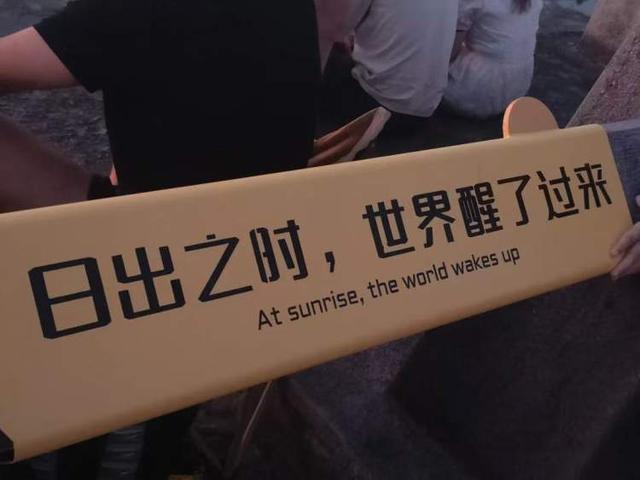 日出之时，世界醒了过来
At sunrise, the world wakes up